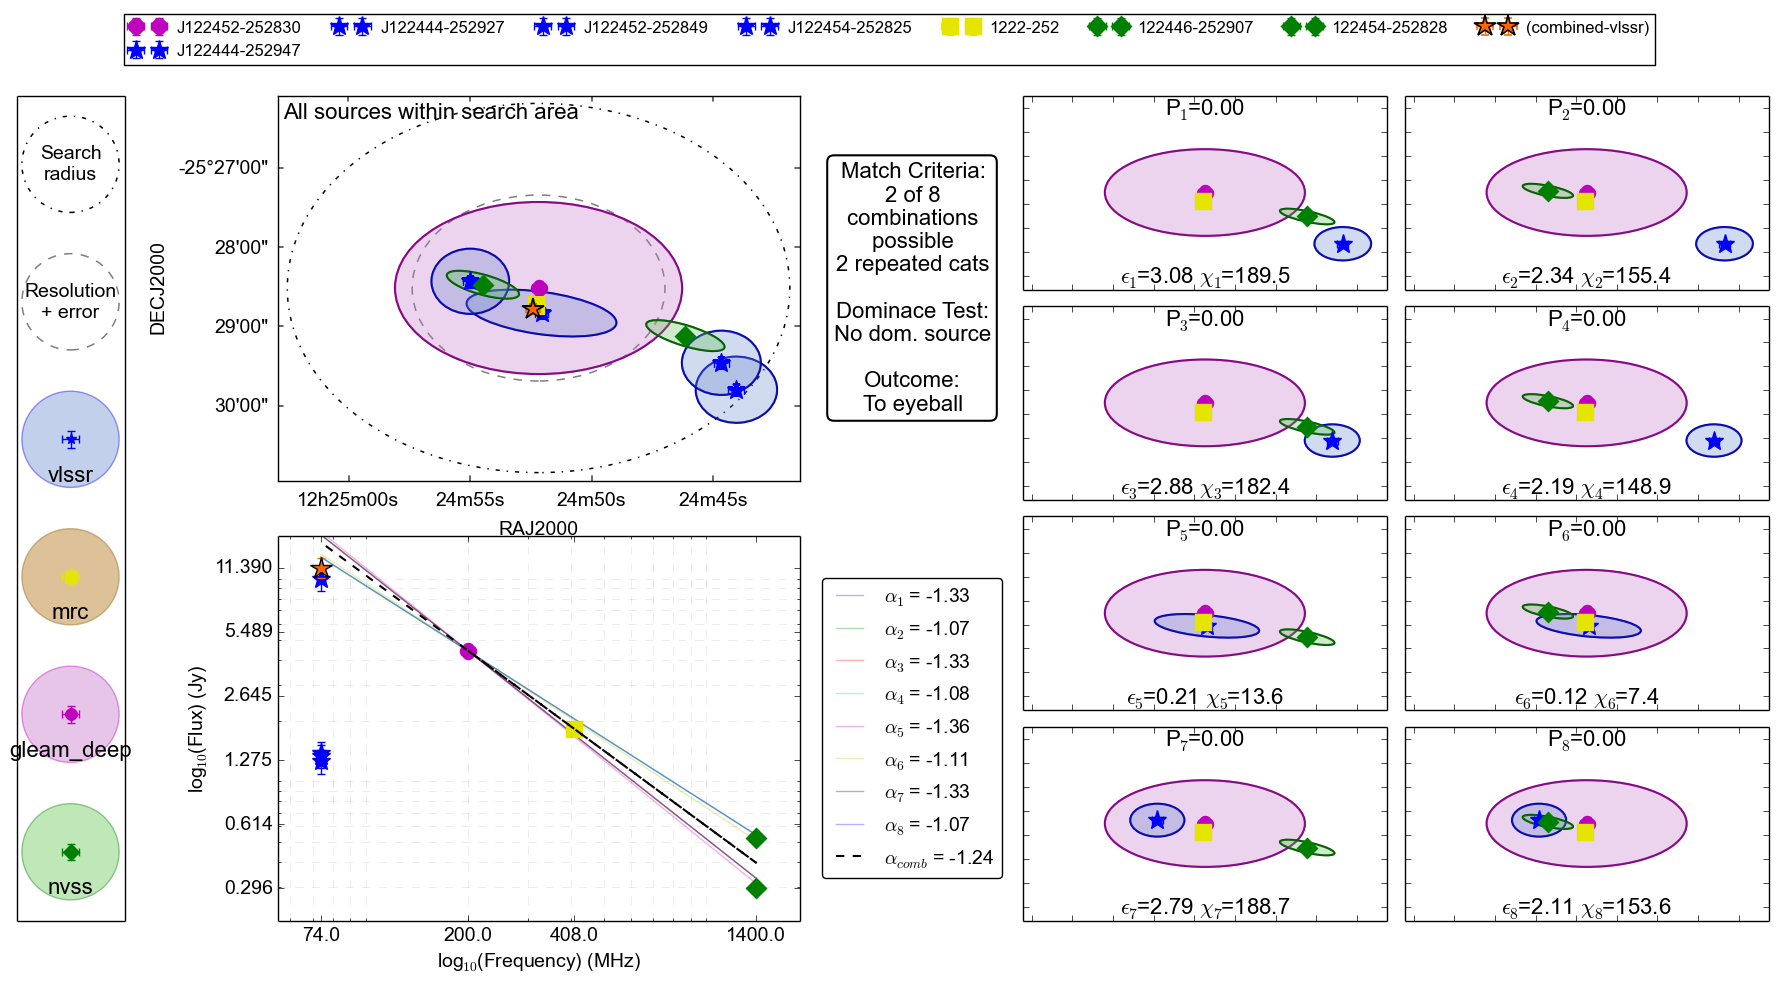 J122452-252830 J122444-252927 J122452-252849 J122454-252825 1222-252 122446-252907 122454-252828 (combined-vlssr)
J122444-252947
Search
radius
Resolution
+ error
vlssr
mrc
gleam_deep
nvss
All sources within search area
DECJ2000
-25°27'00"
28'00"
29'00"
30'00"
12h25m00s 24m55s 24m50s 24m45s
RAJ2000
Match Criteria:
2 of 8
combinations
possible
2 repeated cats
Dominace Test:
No dom. source
Outcome:
To eyeball
log10(Flux) (Jy)
11.390
5.489
2.645
1.275
0.614
0.296
74.0 200.0 408.0 1400.0
log10(Frequency) (MHz)
α1 = -1.33
α2 = -1.07
α3 = -1.33
α4 = -1.08
α5 = -1.36
α6 = -1.11
α7 = -1.33
α8 = -1.07
αcomb = -1.24
P1=0.00
ϵ1=3.08 χ1=189.5
P2=0.00
ϵ2=2.34 χ2=155.4
P3=0.00
ϵ3=2.88 χ3=182.4
P4=0.00
ϵ4=2.19 χ4=148.9
P5=0.00
ϵ5=0.21 χ5=13.6
P6=0.00
ϵ6=0.12 χ6=7.4
P7=0.00
ϵ7=2.79 χ7=188.7
P8=0.00
ϵ8=2.11 χ8=153.6